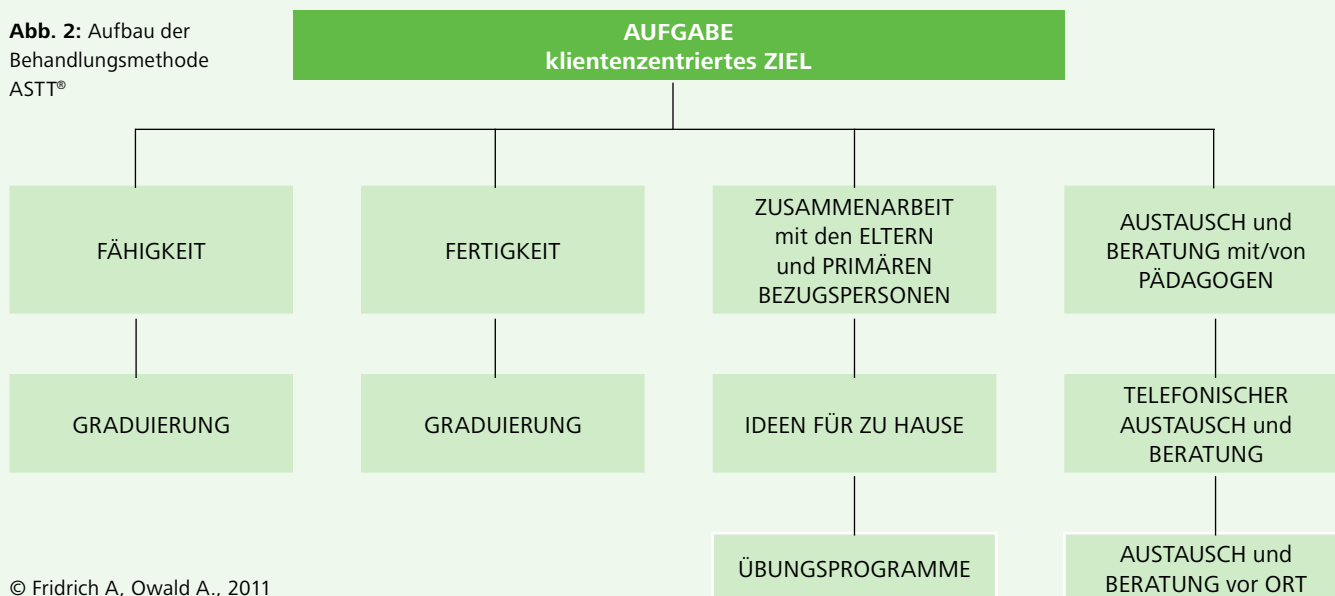 Abb. 2: Aufbau der
Behandlungsmethode
ASTT®
AUFGABE
klientenzentriertes ZIEL
FÄHIGKEIT
FERTIGKEIT
ZUSAMMENARBEIT
mit den ELTERN
und PRIMÄREN
BEZUGSPERSONEN
AUSTAUSCH und
BERATUNG mit/von
PÄDAGOGEN
GRADUIERUNG
GRADUIERUNG
IDEEN FÜR ZU HAUSE
TELEFONISCHER
AUSTAUSCH und
BERATUNG
ÜBUNGSPROGRAMME
AUSTAUSCH und
BERATUNG vor ORT
© Fridrich A, Owald A., 2011